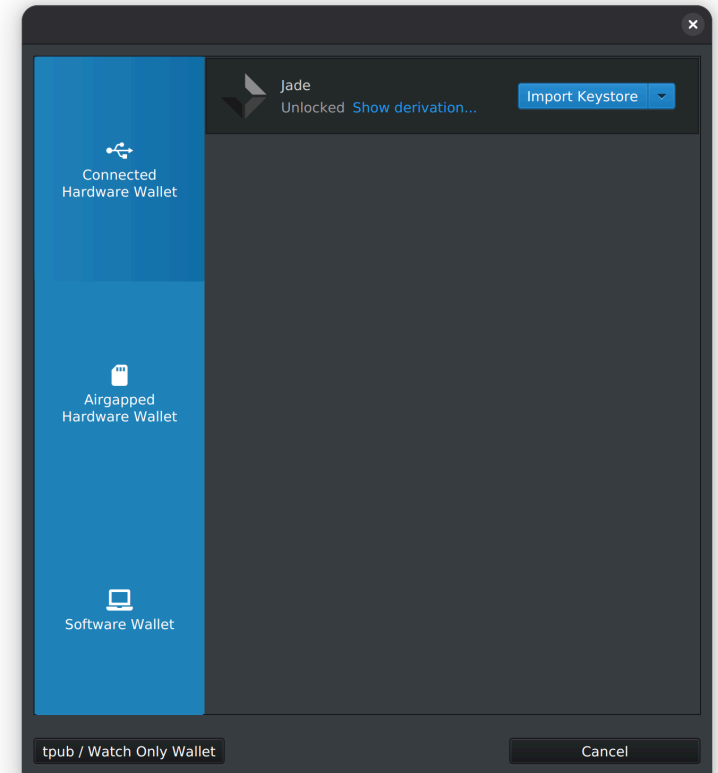 Connected
Hardware Wallet
Jade
Unlocked Show derivation...
Import Keystore
Airgapped
Hardware Wallet
Software Wallet
tpub / Watch Only Wallet
Cancel